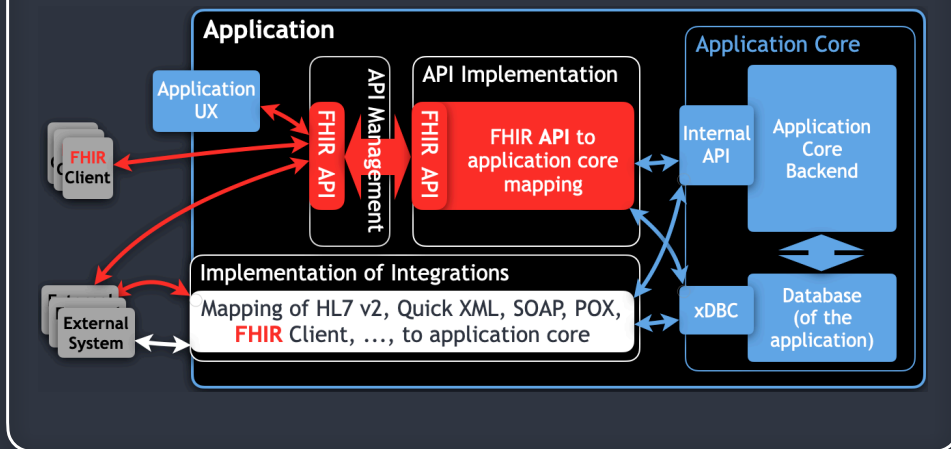 Application
Application Core
Application
UX
API Management
API Implementation
FHIR API
FHIR API
FHIR API to
application core
mapping
Internal
API
Application
Core
Backend
FHIR
Client
Implementation of Integrations
Mapping of HL7 v2, Quick XML, SOAP, POX,
FHIR Client, ..., to application core
External
System
xDBC
Database
(of the
application)